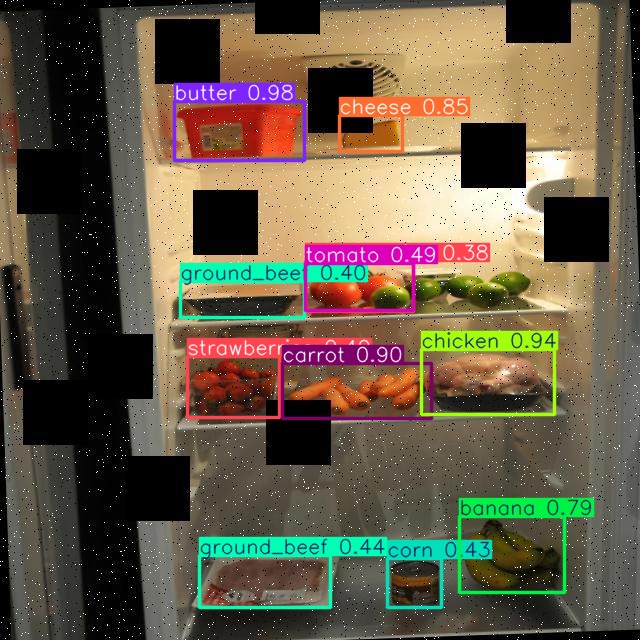 butter 0.98
cheese 0.85
tomato 0.49
0.38
ground_beef 0.40
chicken 0.94
carrot 0.90
banana 0.79
ground_beef 0.44
corn 0.43